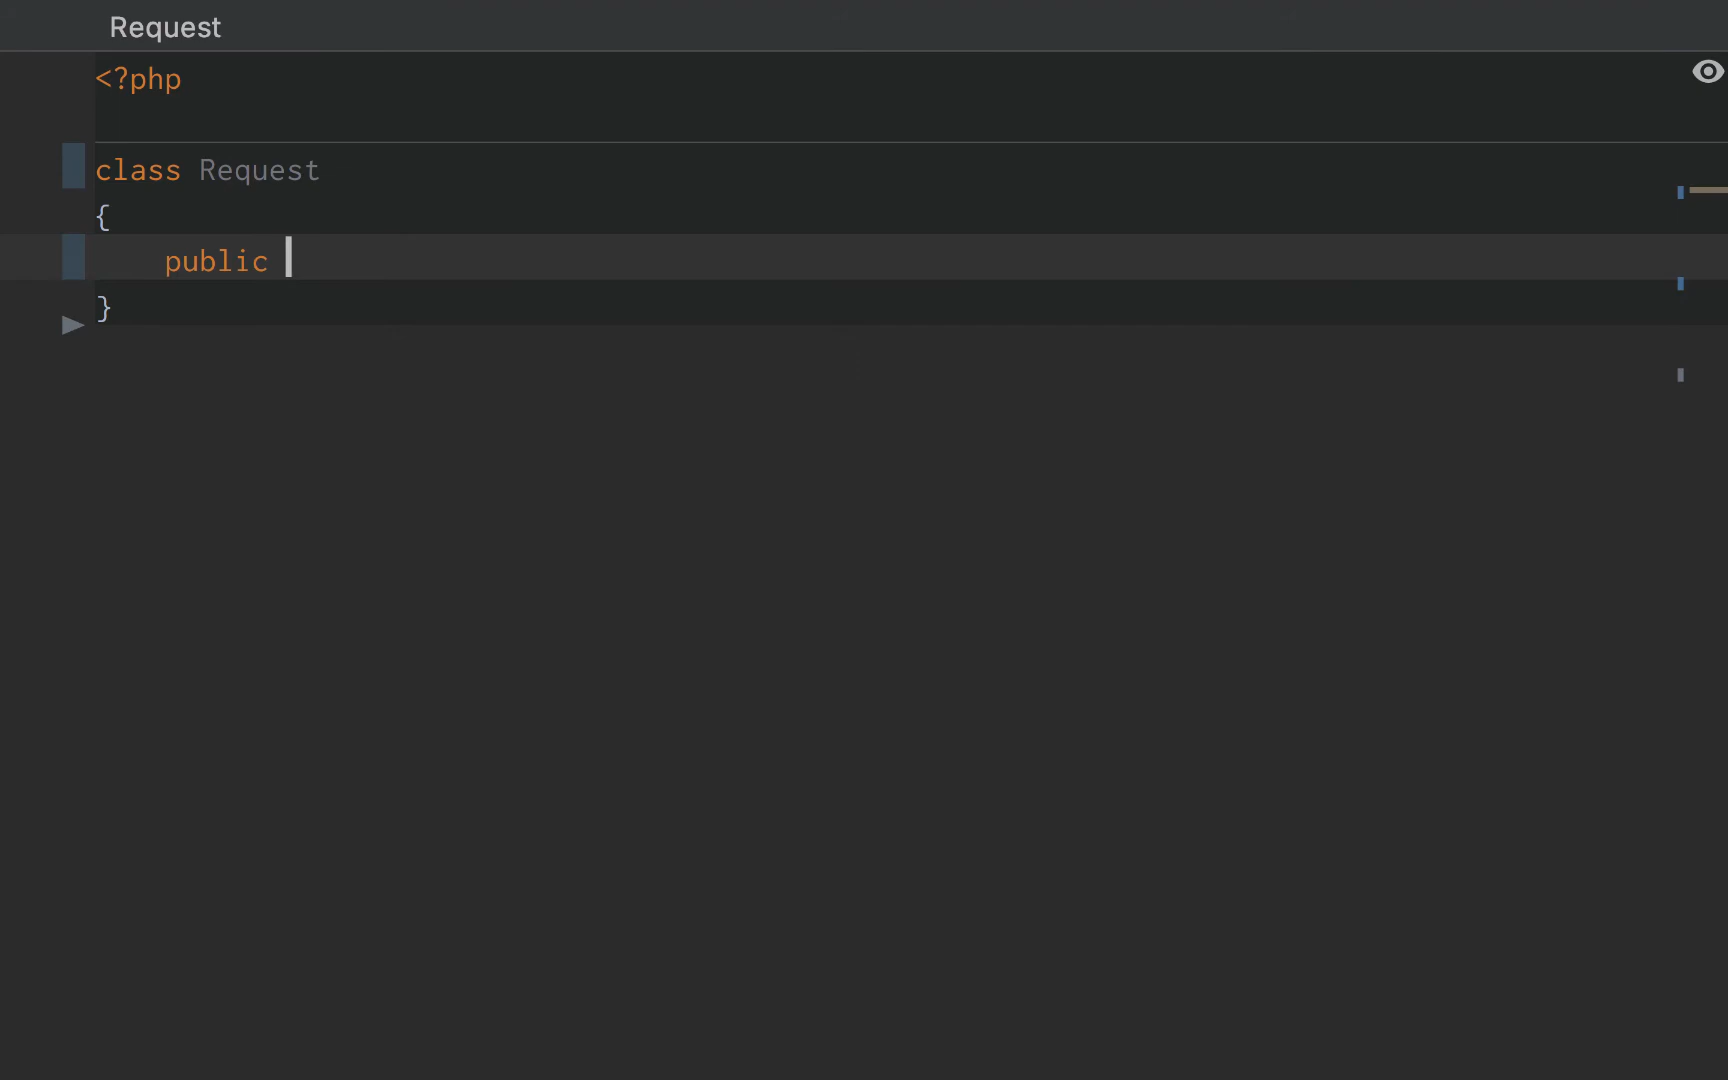 Request
<?php
class Request
{
public
}